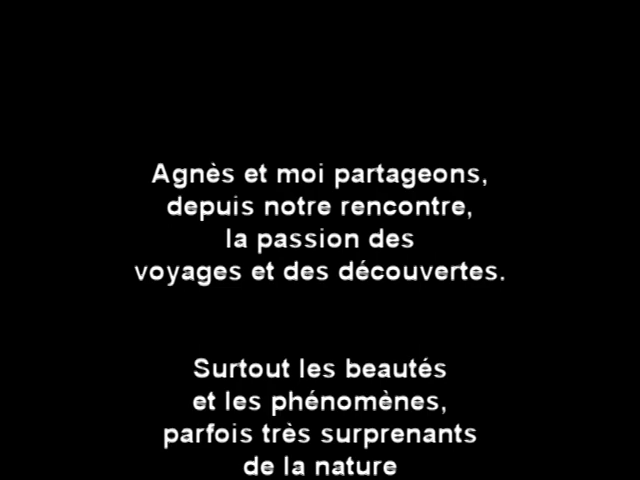 Agnès et moi partageons,
depuis notre rencontre,
la passion des
voyages et des découvertes.
Surtout les beautés
et les phénomènes,
parfois très surprenants
de la nature